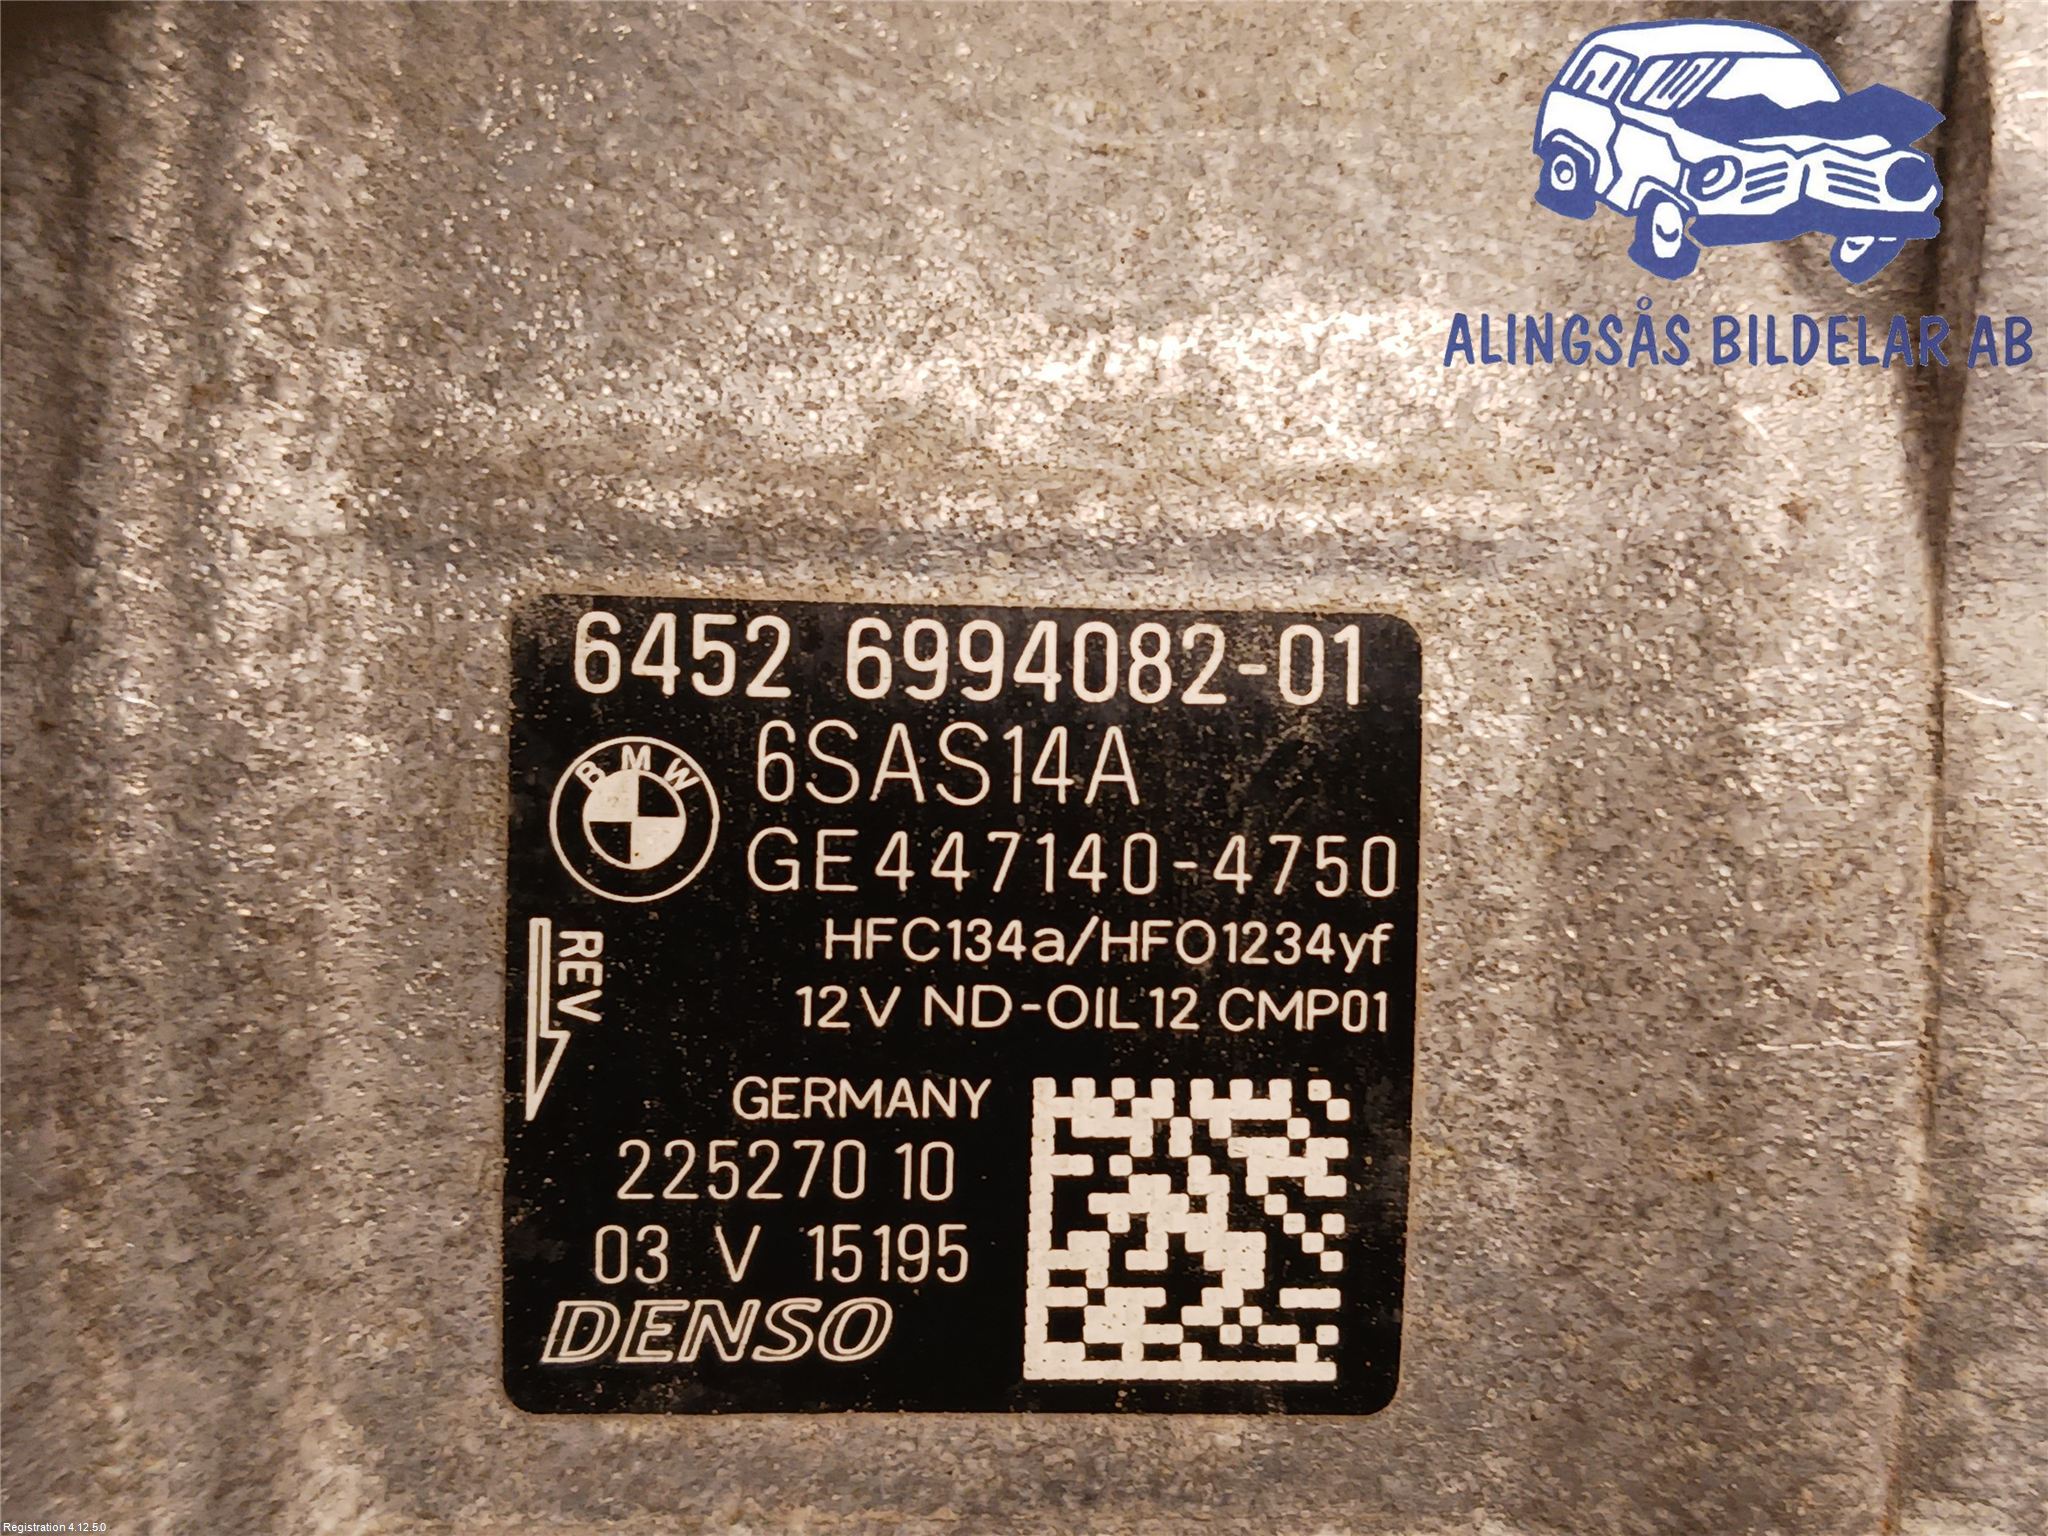 ALINGSÅS BILDELAR AB
6452 6994082-01
BMW
6SAS14A
GE447140-4750
HFC134a/HFO1234yf
REV
12V ND-OIL12 CMP01
GERMANY
225270 10
03 V 15195
DENSO
Registration 4.12.5.0